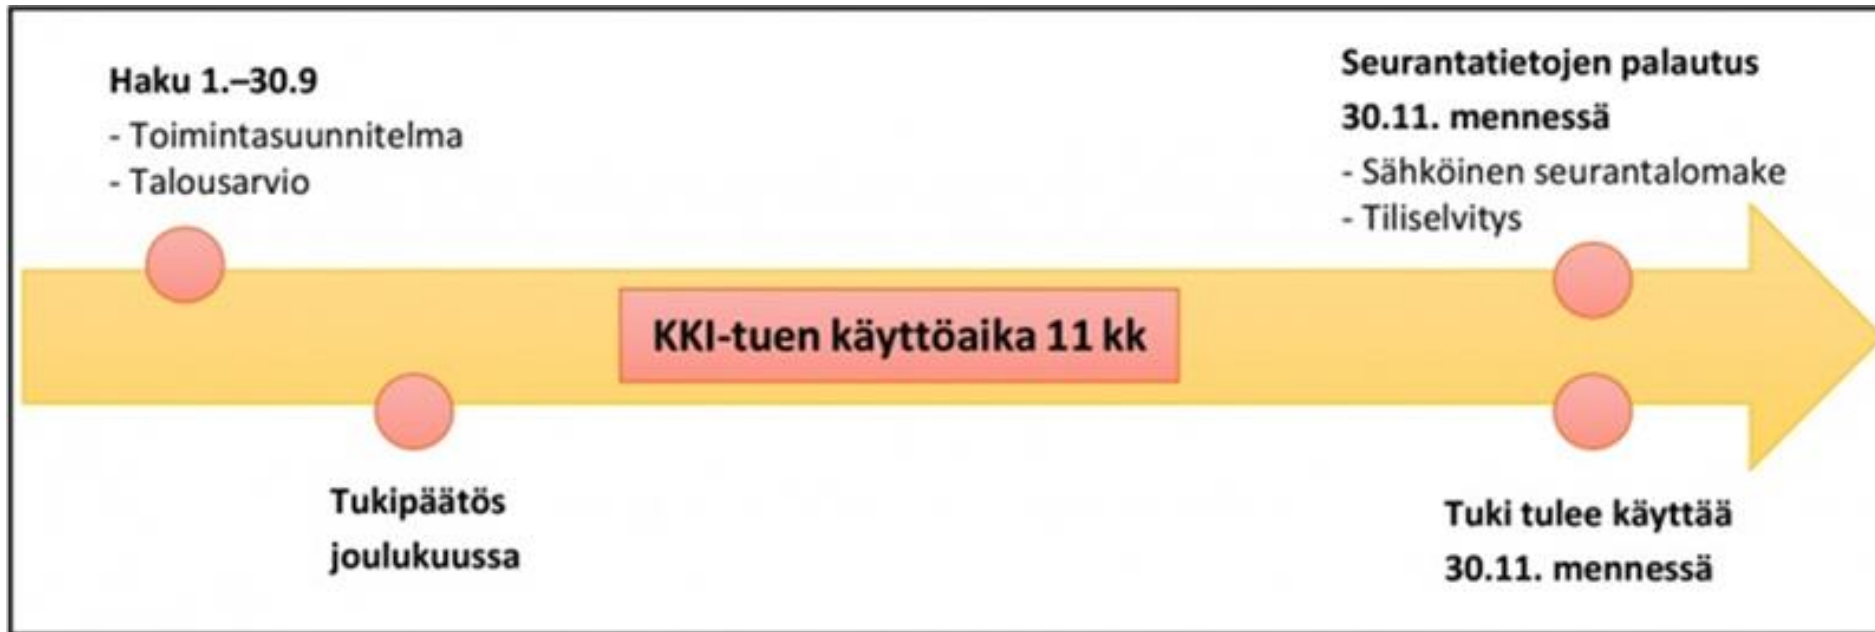 Haku 1.–30.9
- Toimintasuunnitelma
- Talousarvio
Tukipäätös
joulukuussa
KKI-tuen käyttöaika 11 kk
Seurantatietojen palautus
30.11. mennessä
- Sähköinen seurantalomake
- Tiliselvitys
Tuki tulee käyttää
30.11. mennessä